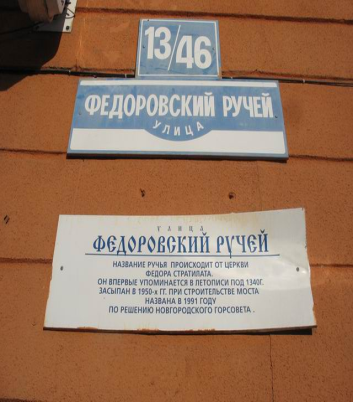 13/46
ФЕДОРОВСКИЙ РУЧЕЙ
УЛИЦА
УЛИЦА
ФЕДОРОВСКИЙ РУЧЕЙ
НАЗВАНИЕ РУЧЬЯ ПРОИСХОДИТ ОТ ЦЕРКВИ
ФЕДОРА СТРАТИЛАТА.
ОН ВПЕРВЫЕ УПОМИНАЕТСЯ В ЛЕТОПИСИ ПОД 1340Г.
ЗАСЫПАН В 1950-х ГГ. ПРИ СТРОИТЕЛЬСТВЕ МОСТА
НАЗВАНА В 1991 ГОДУ
ПО РЕШЕНИЮ НОВГОРОДСКОГО ГОРСОВЕТА .